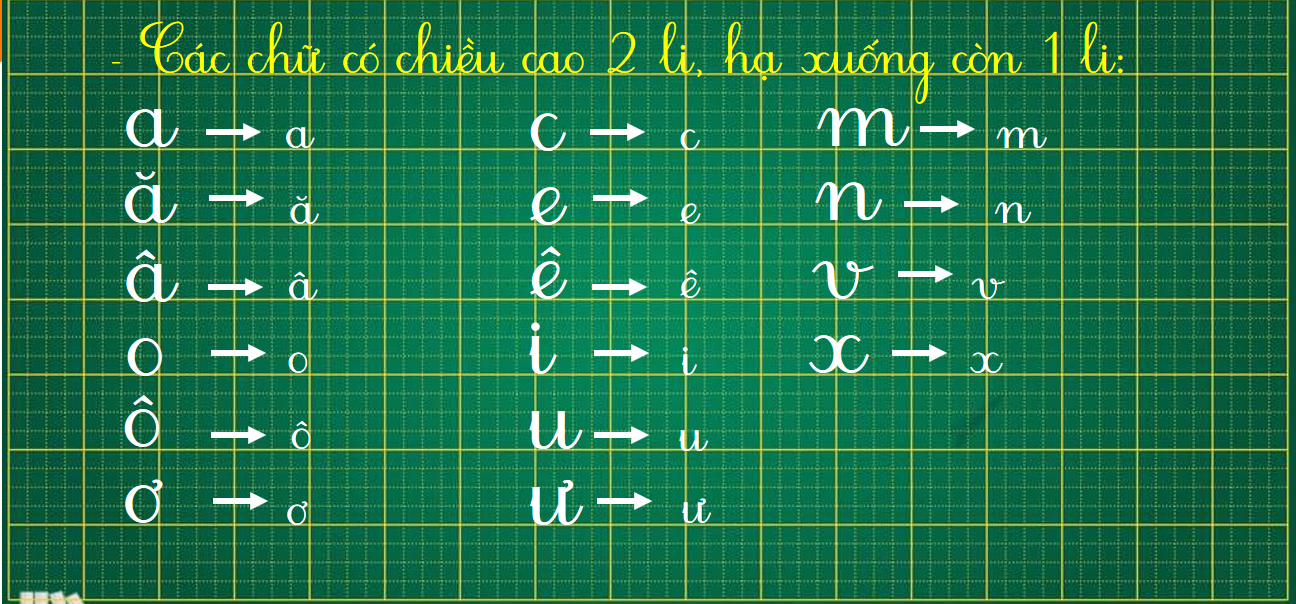 - Các chữ có chiều cao 2 li, hạ xuống còn 1 li:
a → a c → c m → m
ă → ă e → e n → n
â → â ê → ê v → v
o → o i → i x → x
ô → ô u → u
ơ → ơ ư → ư